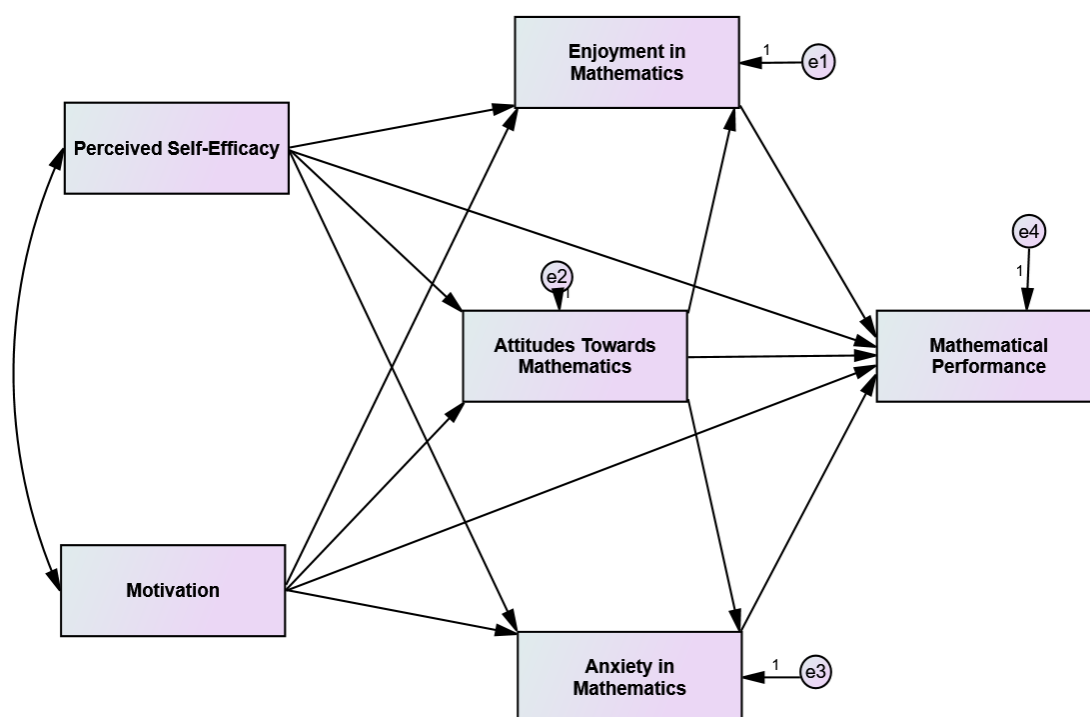 Enjoyment in
Mathematics
1
e1
Perceived Self-Efficacy
e4
1
e2
1
Attitudes Towards
Mathematics
Mathematical
Performance
Motivation
Anxiety in
Mathematics
1
e3